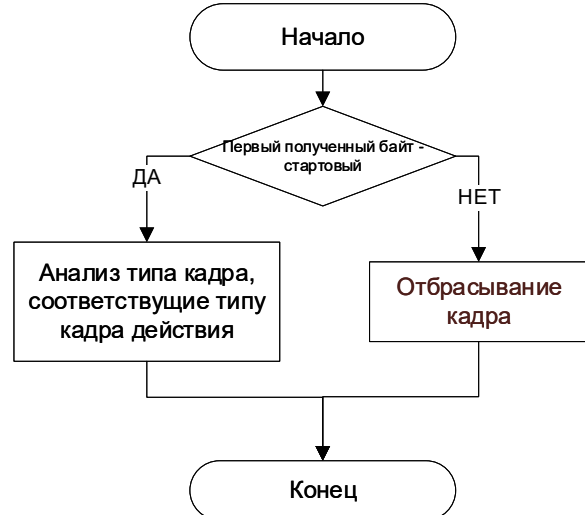 Начало
Первый полученный байт -
стартовый
ДА
НЕТ
Анализ типа кадра,
соответствущие типу
кадра действия
Отбрасывание
кадра
Конец